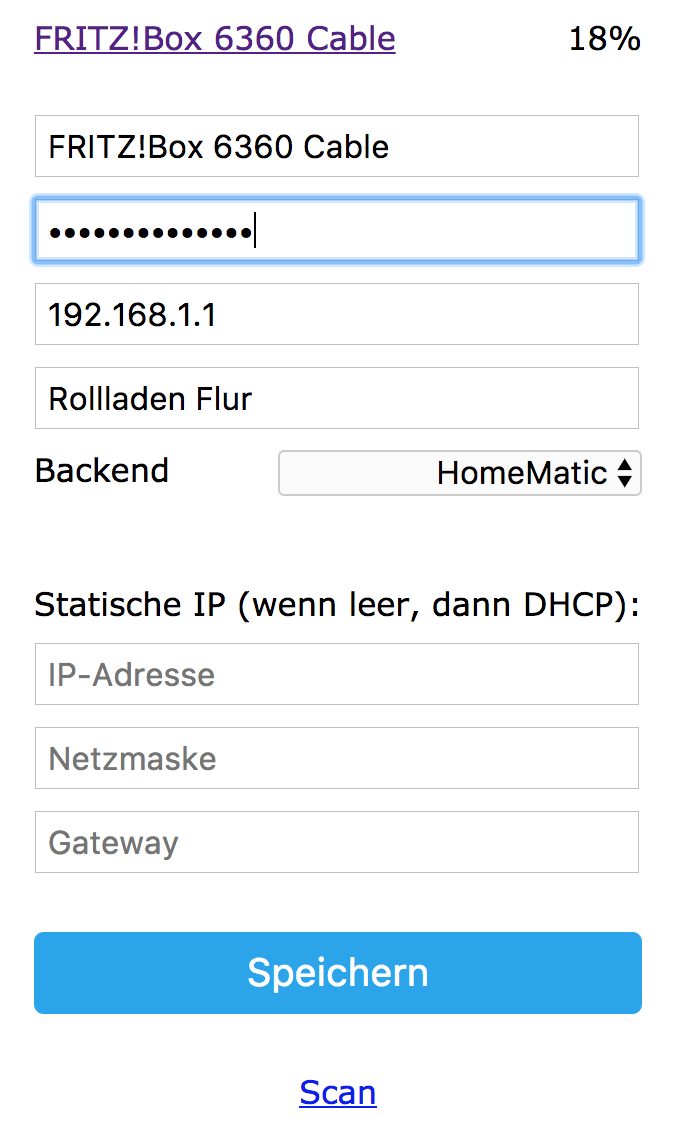 FRITZ!Box 6360 Cable 18%
FRITZ!Box 6360 Cable
••••••••••••••
192.168.1.1
Rollladen Flur
Backend HomeMatic
Statische IP (wenn leer, dann DHCP):
IP-Adresse
Netzmaske
Gateway
Speichern
Scan